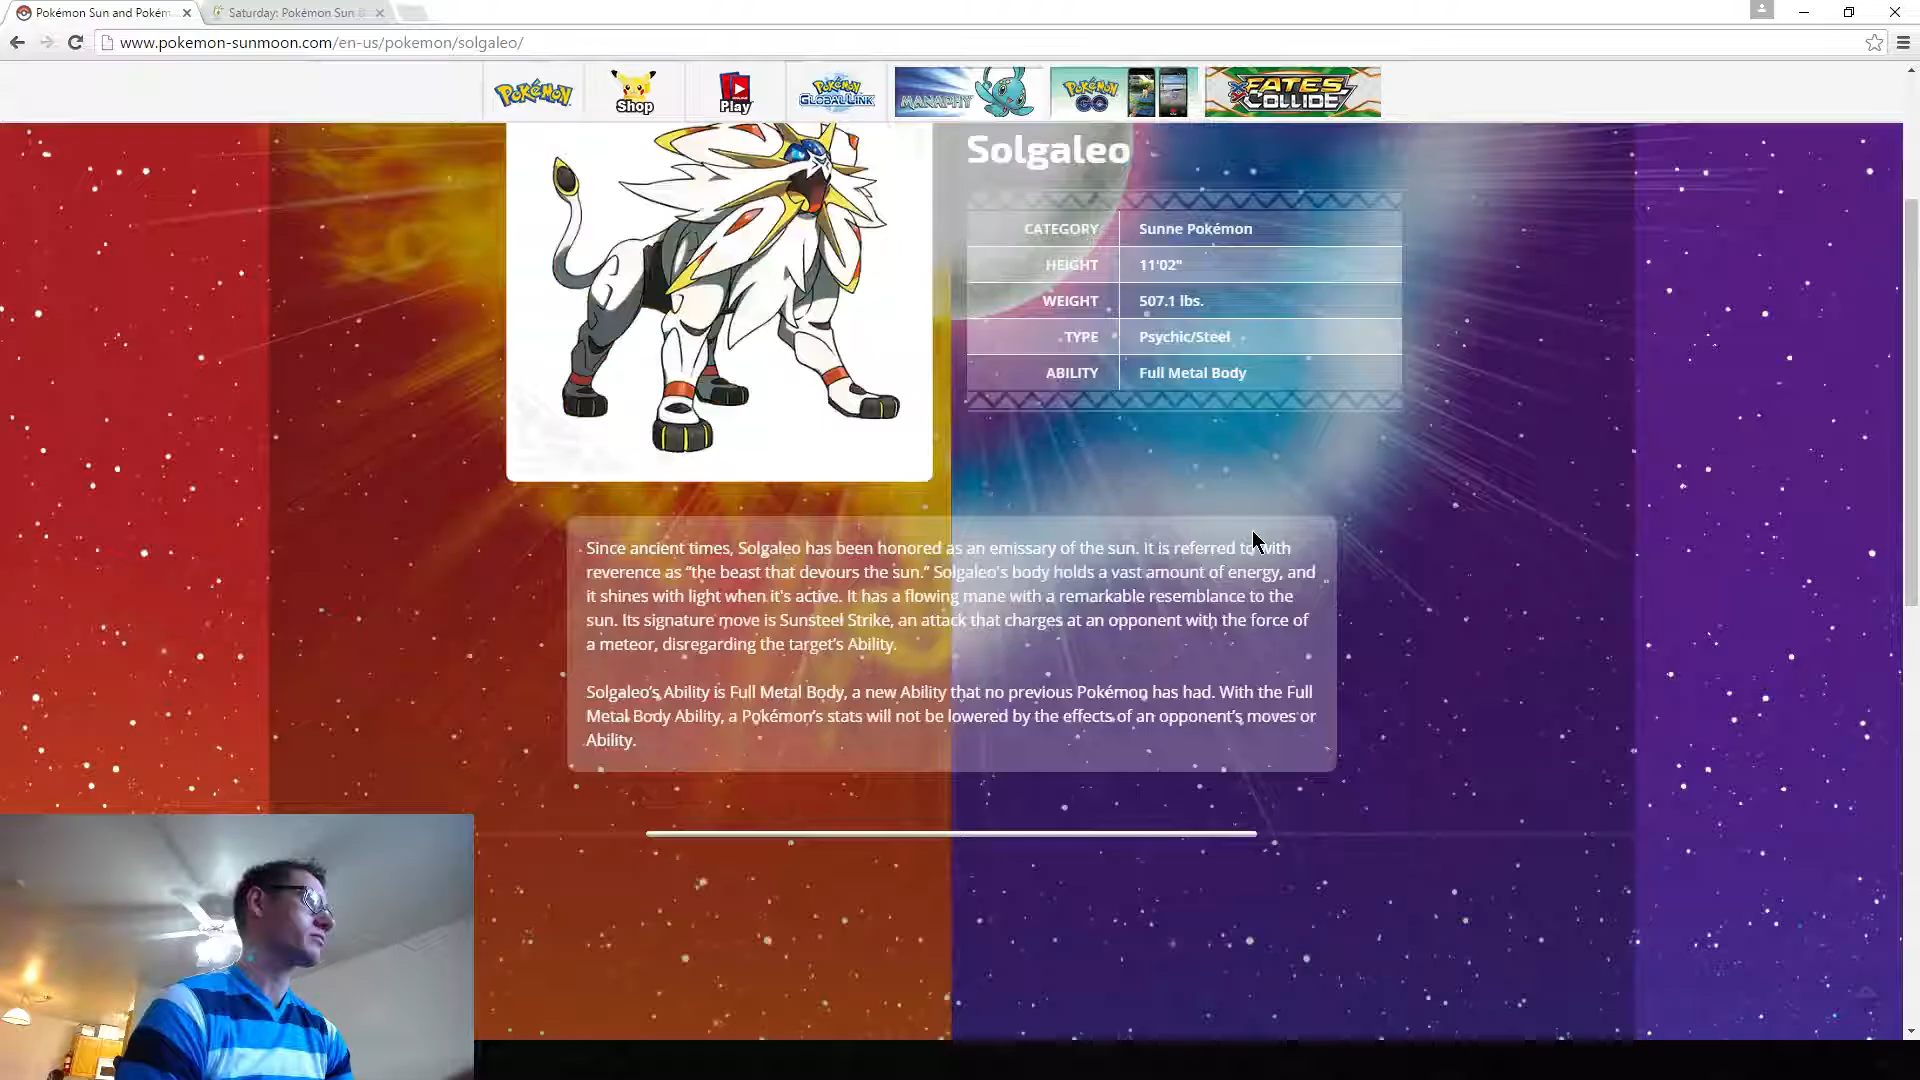 Pokémon Sun and Pokém
Saturday: Pokémon Sun &
www.pokemon-sunmoon.com/en-us/pokemon/solgaleo/
Pokémon
Shop
Play
Pokémon GLOBAL LINK
MANAPHY
Pokémon GO
FATES COLLIDE
Solgaleo
CATEGORY Sunne Pokémon
HEIGHT 11'02"
WEIGHT 507.1 lbs.
TYPE Psychic/Steel
ABILITY Full Metal Body
Since ancient times, Solgaleo has been honored as an emissary of the sun. It is referred to with
reverence as “the beast that devours the sun.” Solgaleo's body holds a vast amount of energy, and
it shines with light when it's active. It has a flowing mane with a remarkable resemblance to the
sun. Its signature move is Sunsteel Strike, an attack that charges at an opponent with the force of
a meteor, disregarding the target’s Ability.
Solgaleo’s Ability is Full Metal Body, a new Ability that no previous Pokémon has had. With the Full
Metal Body Ability, a Pokémon’s stats will not be lowered by the effects of an opponent’s moves or
Ability.